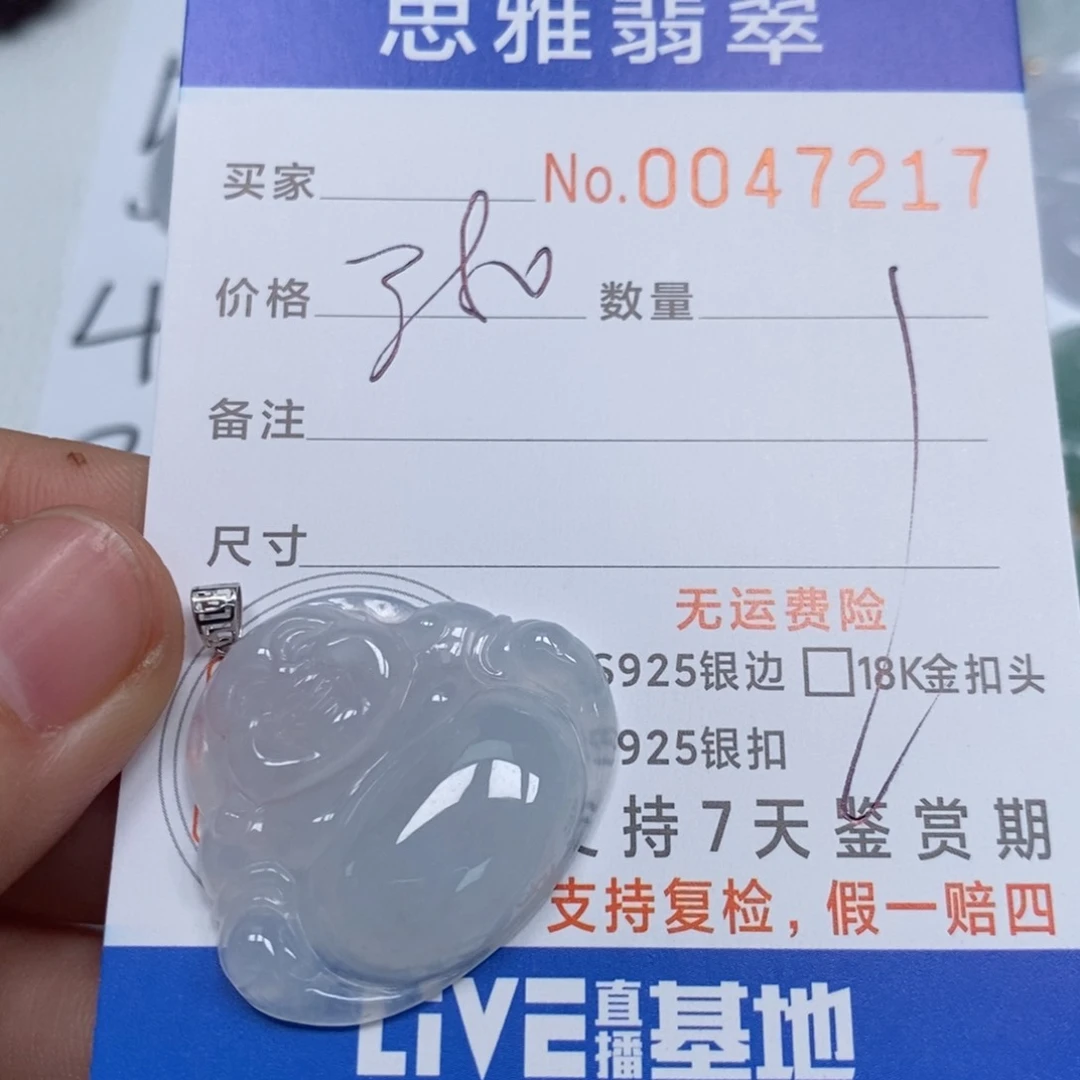 思雅翡翠
买家 No.0047217
价格 数量
备注
尺寸
无运费险
S925银边 □18K金扣头
925银扣
持7天鉴赏期
支持复检，假一赔四
LIVE直播基地
4